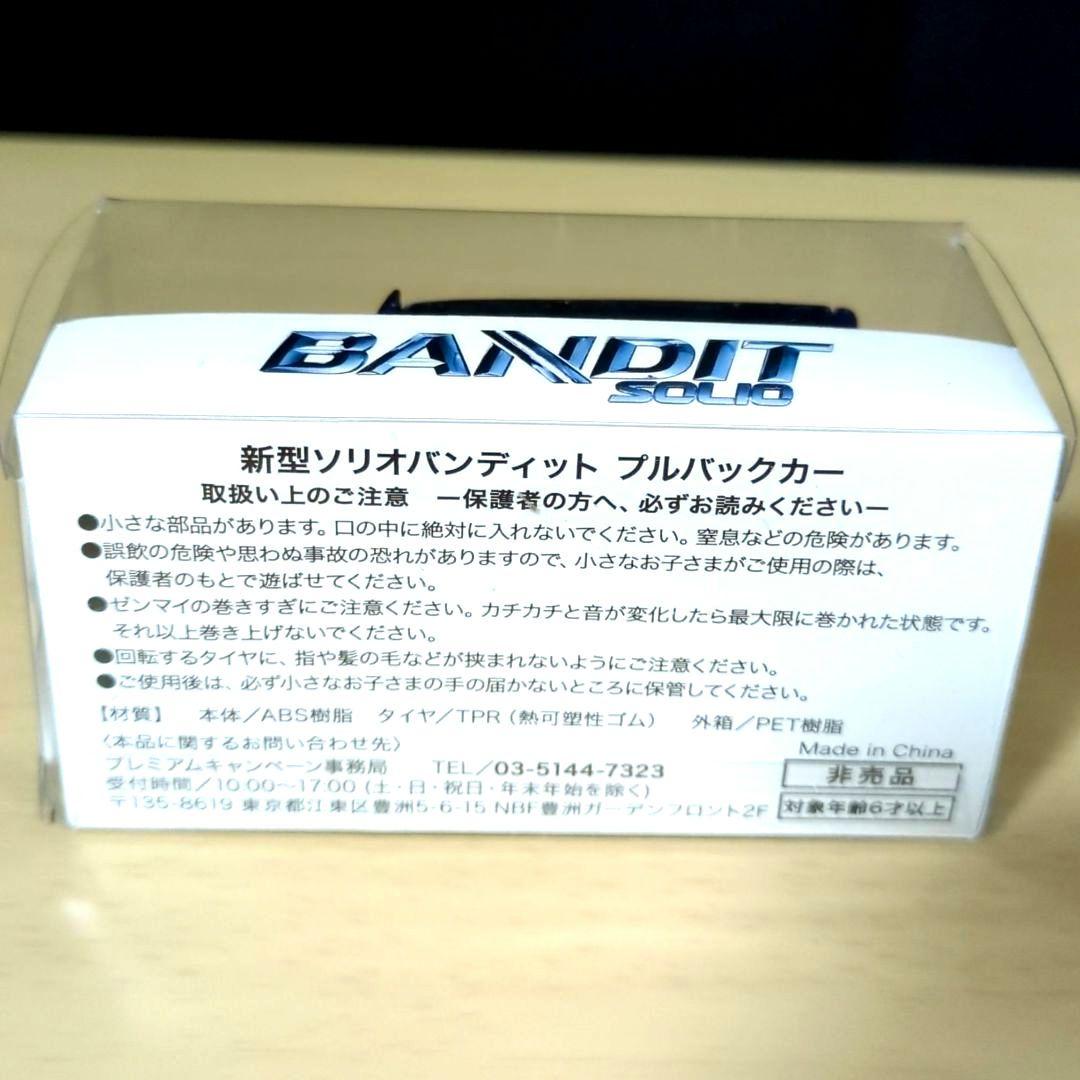 BANDIT
SOLIO
新型ソリオバンディット プルバックカー
取扱い上のご注意 ー保護者の方へ、必ずお読みくださいー
●小さな部品があります。口の中に絶対に入れないでください。窒息などの危険があります。
●誤飲の危険や思わぬ事故の恐れがありますので、小さなお子さまがご使用の際は、
保護者のもとで遊ばせてください。
●ゼンマイの巻きすぎにご注意ください。カチカチと音が変化したら最大限に巻かれた状態です。
それ以上巻き上げないでください。
●回転するタイヤに、指や髪の毛などが挟まれないようにご注意ください。
●ご使用後は、必ず小さなお子さまの手の届かないところに保管してください。
【材質】 本体／ABS樹脂 タイヤ／TPR（熱可塑性ゴム） 外箱／PET樹脂
〈本品に関するお問い合わせ先〉
Made in China
プレミアムキャンペーン事務局 TEL／03-5144-7323
非売品
受付時間／10:00〜17:00 (土・日・祝日・年末年始を除く)
〒135-8619 東京都江東区豊洲5-6-15 NBF豊洲ガーデンフロント2F
対象年齢6才以上